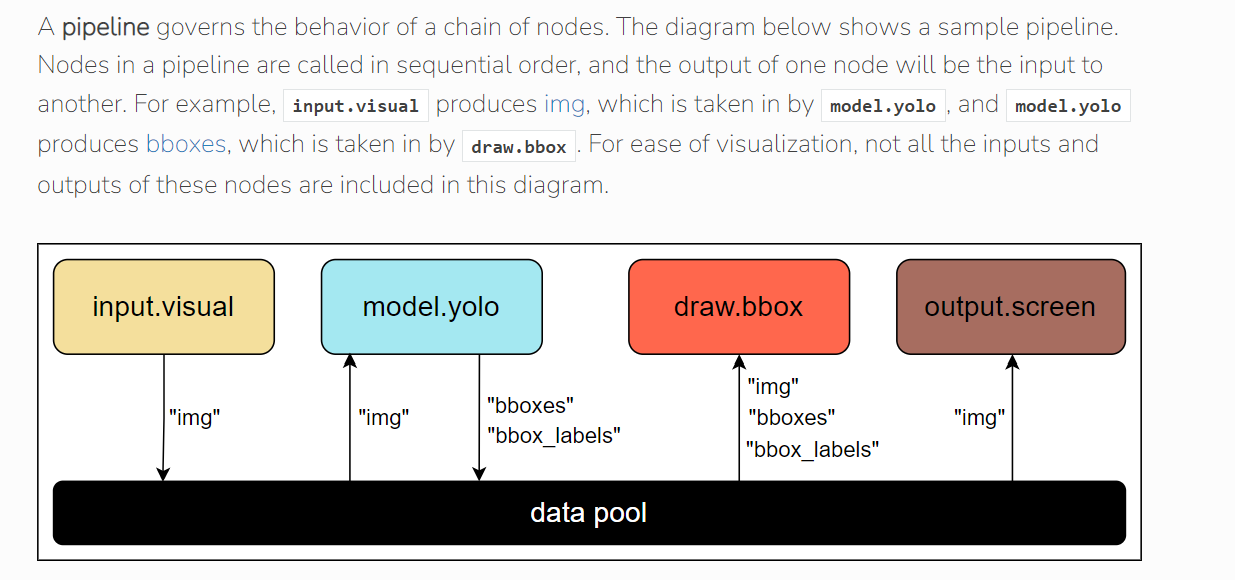 A pipeline governs the behavior of a chain of nodes. The diagram below shows a sample pipeline.
Nodes in a pipeline are called in sequential order, and the output of one node will be the input to
another. For example, input.visual produces img, which is taken in by model.yolo , and model.yolo
produces bboxes, which is taken in by draw.bbox . For ease of visualization, not all the inputs and
outputs of these nodes are included in this diagram.
input.visual
model.yolo
draw.bbox
output.screen
"img"
"img"
"bboxes"
"bbox_labels"
"img"
"bboxes"
"bbox_labels"
"img"
data pool